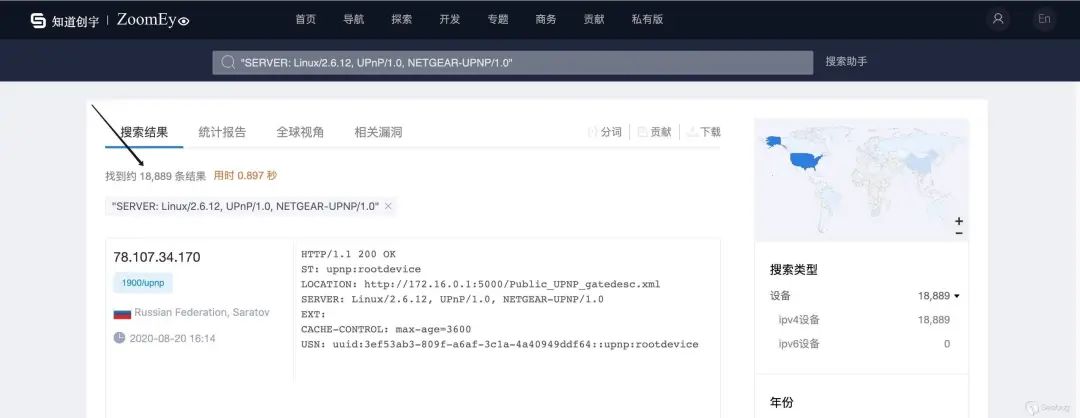 知道创宇 | ZoomEye 首页 导航 探索 开发 专题 商务 贡献 私有版 En
"SERVER: Linux/2.6.12, UPnP/1.0, NETGEAR-UPNP/1.0" 搜索助手
搜索结果 统计报告 全球视角 相关漏洞 分词 贡献 下载
找到约 18,889 条结果 用时 0.897 秒
"SERVER: Linux/2.6.12, UPnP/1.0, NETGEAR-UPNP/1.0" ×
78.107.34.170
1900/upnp
Russian Federation, Saratov
2020-08-20 16:14
HTTP/1.1 200 OK
ST: upnp:rootdevice
LOCATION: http://172.16.0.1:5000/Public_UPNP_gatedesc.xml
SERVER: Linux/2.6.12, UPnP/1.0, NETGEAR-UPNP/1.0
EXT:
CACHE-CONTROL: max-age=3600
USN: uuid:3ef53ab3-809f-a6af-3c1a-4a40949ddf64::upnp:rootdevice
+
−
搜索类型
设备 18,889
ipv4设备 18,889
ipv6设备 0
年份
Seebug